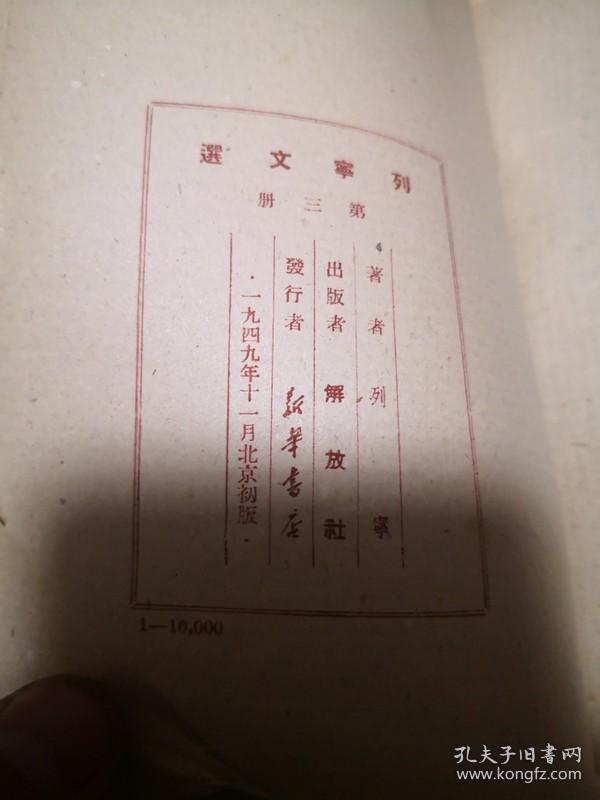 列寧文選
第三冊
著者 列寧
出版者 解放社
發行者 新華書店
·一九四九年十一月北京初版·
1—10,000
孔夫子旧書网
www.kongfz.com